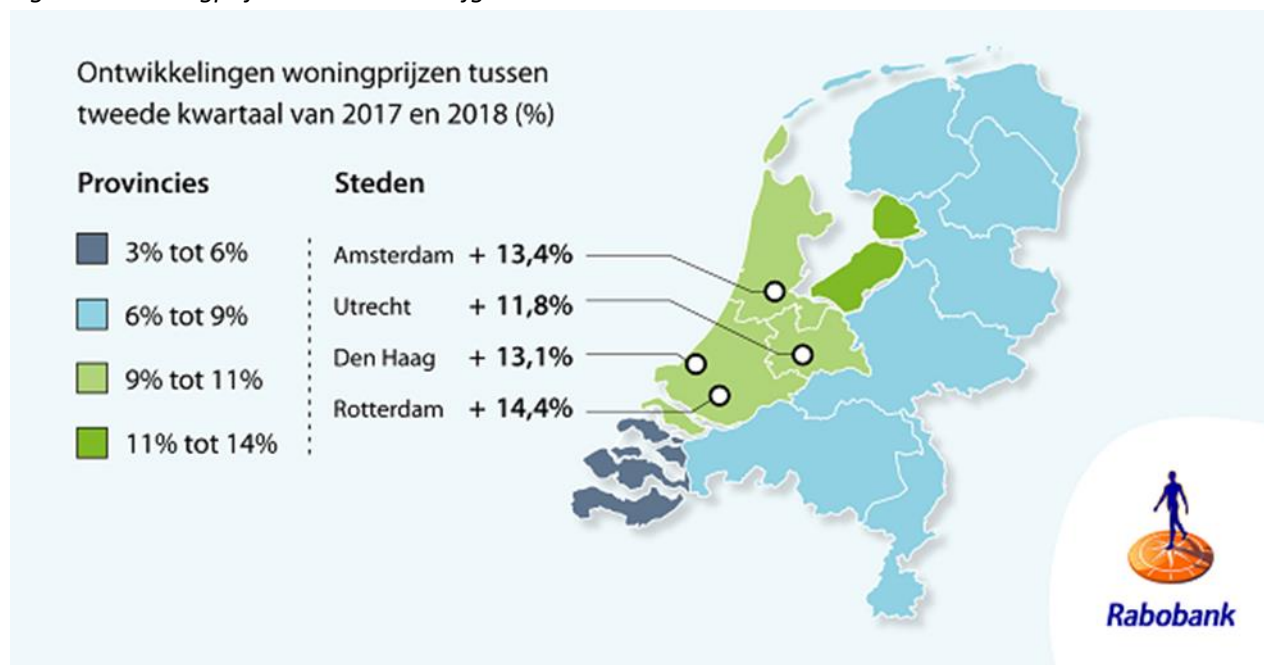 Ontwikkelingen woningprijzen tussen
tweede kwartaal van 2017 en 2018 (%)
Provincies
3% tot 6%
6% tot 9%
9% tot 11%
11% tot 14%
Steden
Amsterdam + 13,4%
Utrecht + 11,8%
Den Haag + 13,1%
Rotterdam + 14,4%
Rabobank